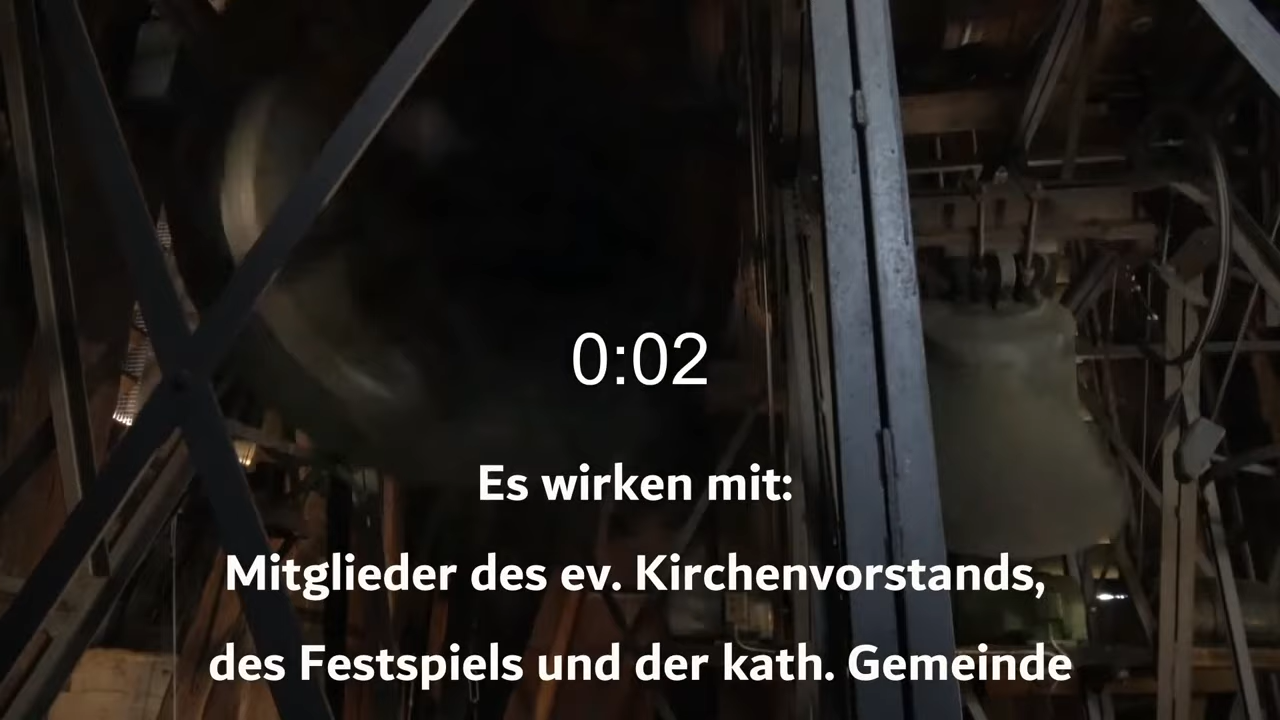 0:02
Es wirken mit:
Mitglieder des ev. Kirchenvorstands,
des Festspiels und der kath. Gemeinde